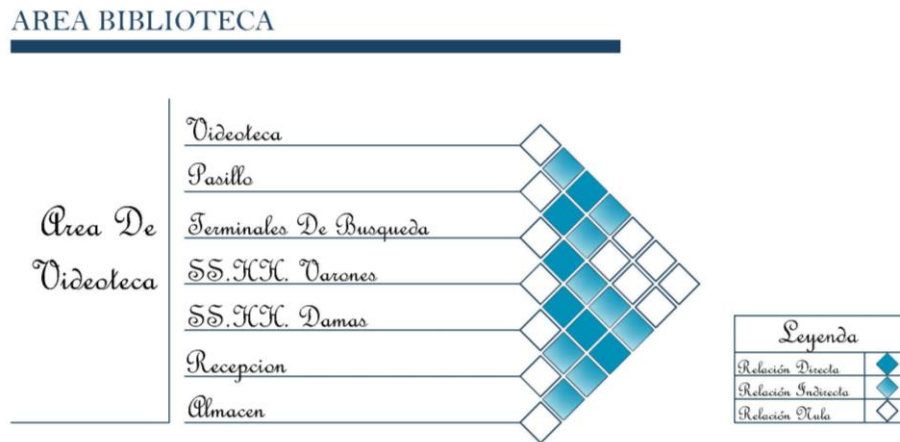 AREA BIBLIOTECA
Videoteca
Pasillo
Area De
Videoteca
Terminales De Busqueda
SS.HH. Varones
SS.HH. Damas
Recepcion
Almacen
Leyenda
Relación Directa
Relación Indirecta
Relación Nula